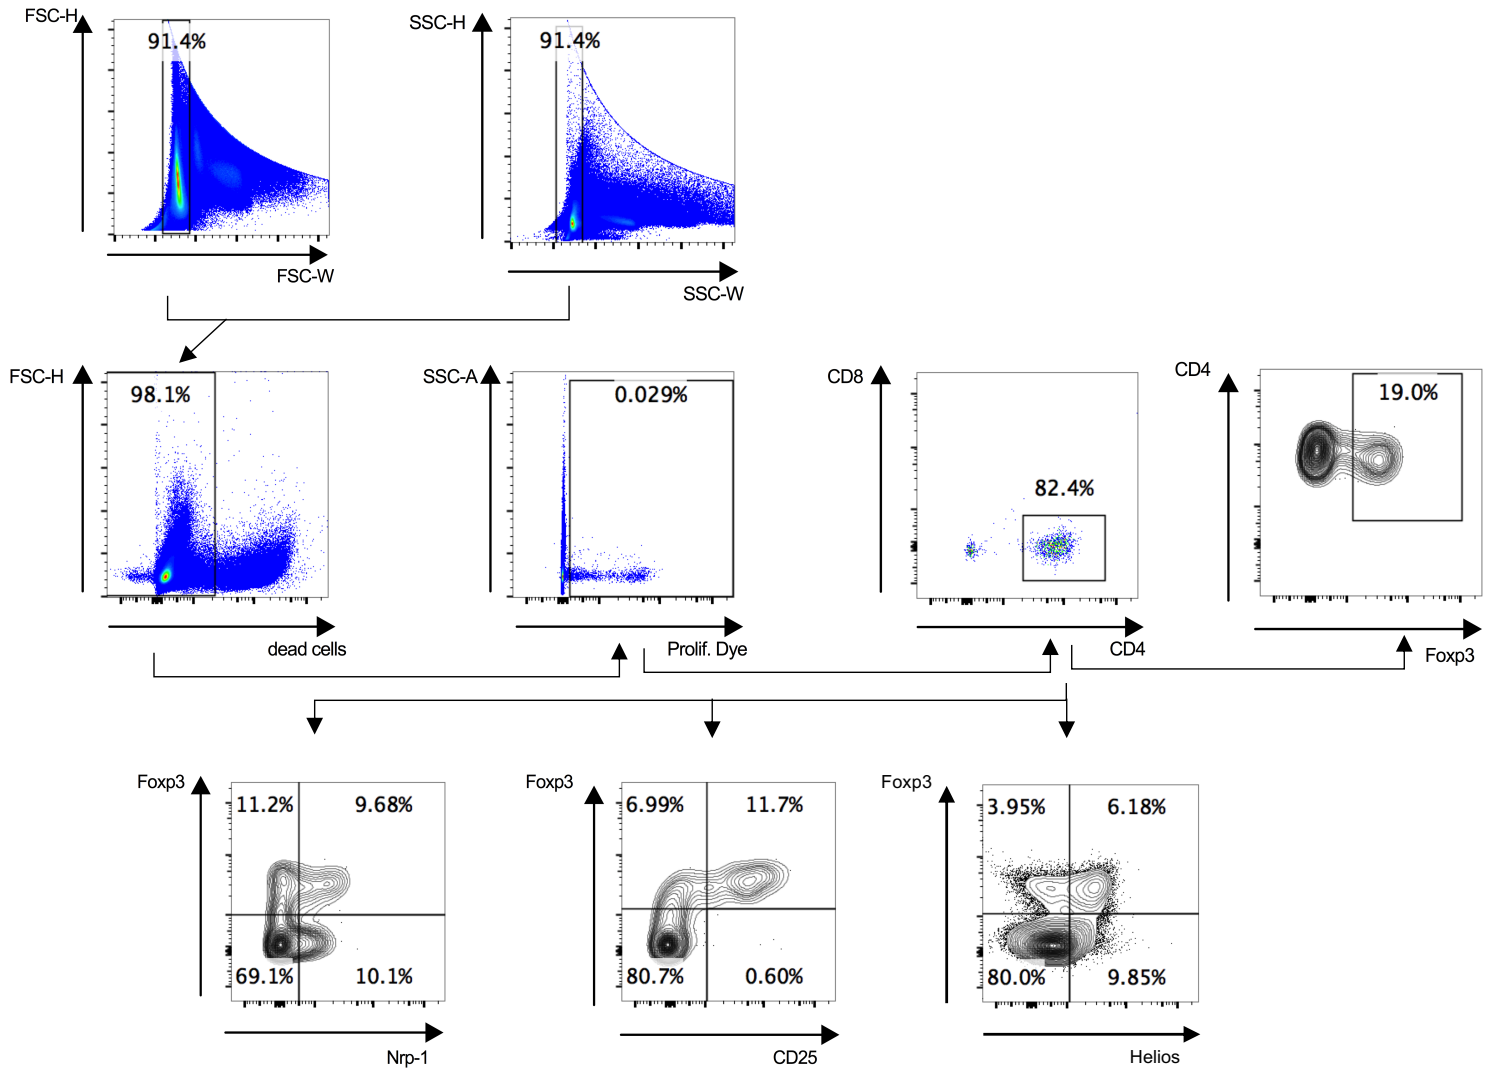 FSC-H
91.4%
FSC-W
SSC-H
91.4%
SSC-W
FSC-H
98.1%
dead cells
SSC-A
0.029%
Prolif. Dye
CD8
82.4%
CD4
CD4
19.0%
Foxp3
Foxp3
11.2%
9.68%
69.1%
10.1%
Nrp-1
Foxp3
6.99%
11.7%
80.7%
0.60%
CD25
Foxp3
3.95%
6.18%
80.0%
9.85%
Helios